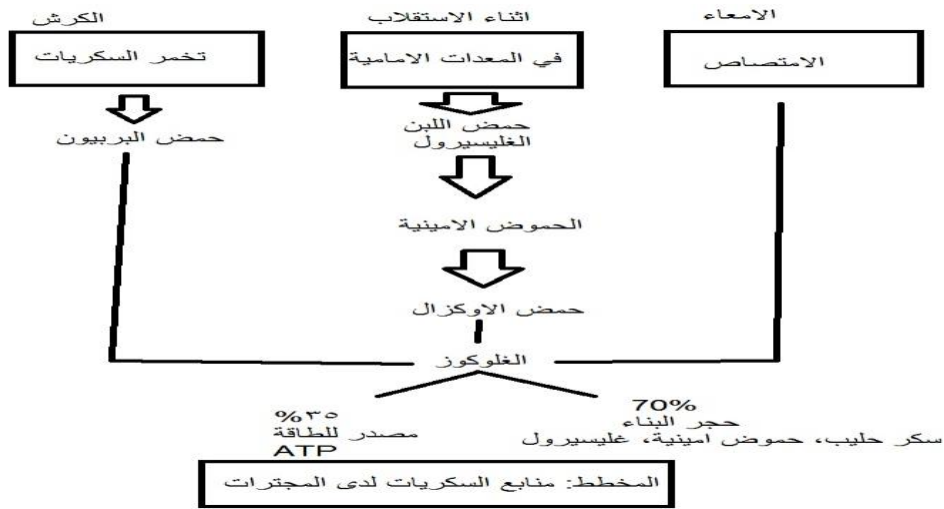 الامعاء
اثناء الاستقلاب
الكرش
الامتصاص
في المعدات الامامية
تخمر السكريات
حمض اللبن
الغليسيرول
حمض البربيون
الحموض الامينية
حمض الاوكزال
الغلوكوز
70%
حجر البناء
سكر حليب، حموض امينية، غليسيرول
%٣٥
مصدر للطاقة
ATP
المخطط: منابع السكريات لدى المجترات